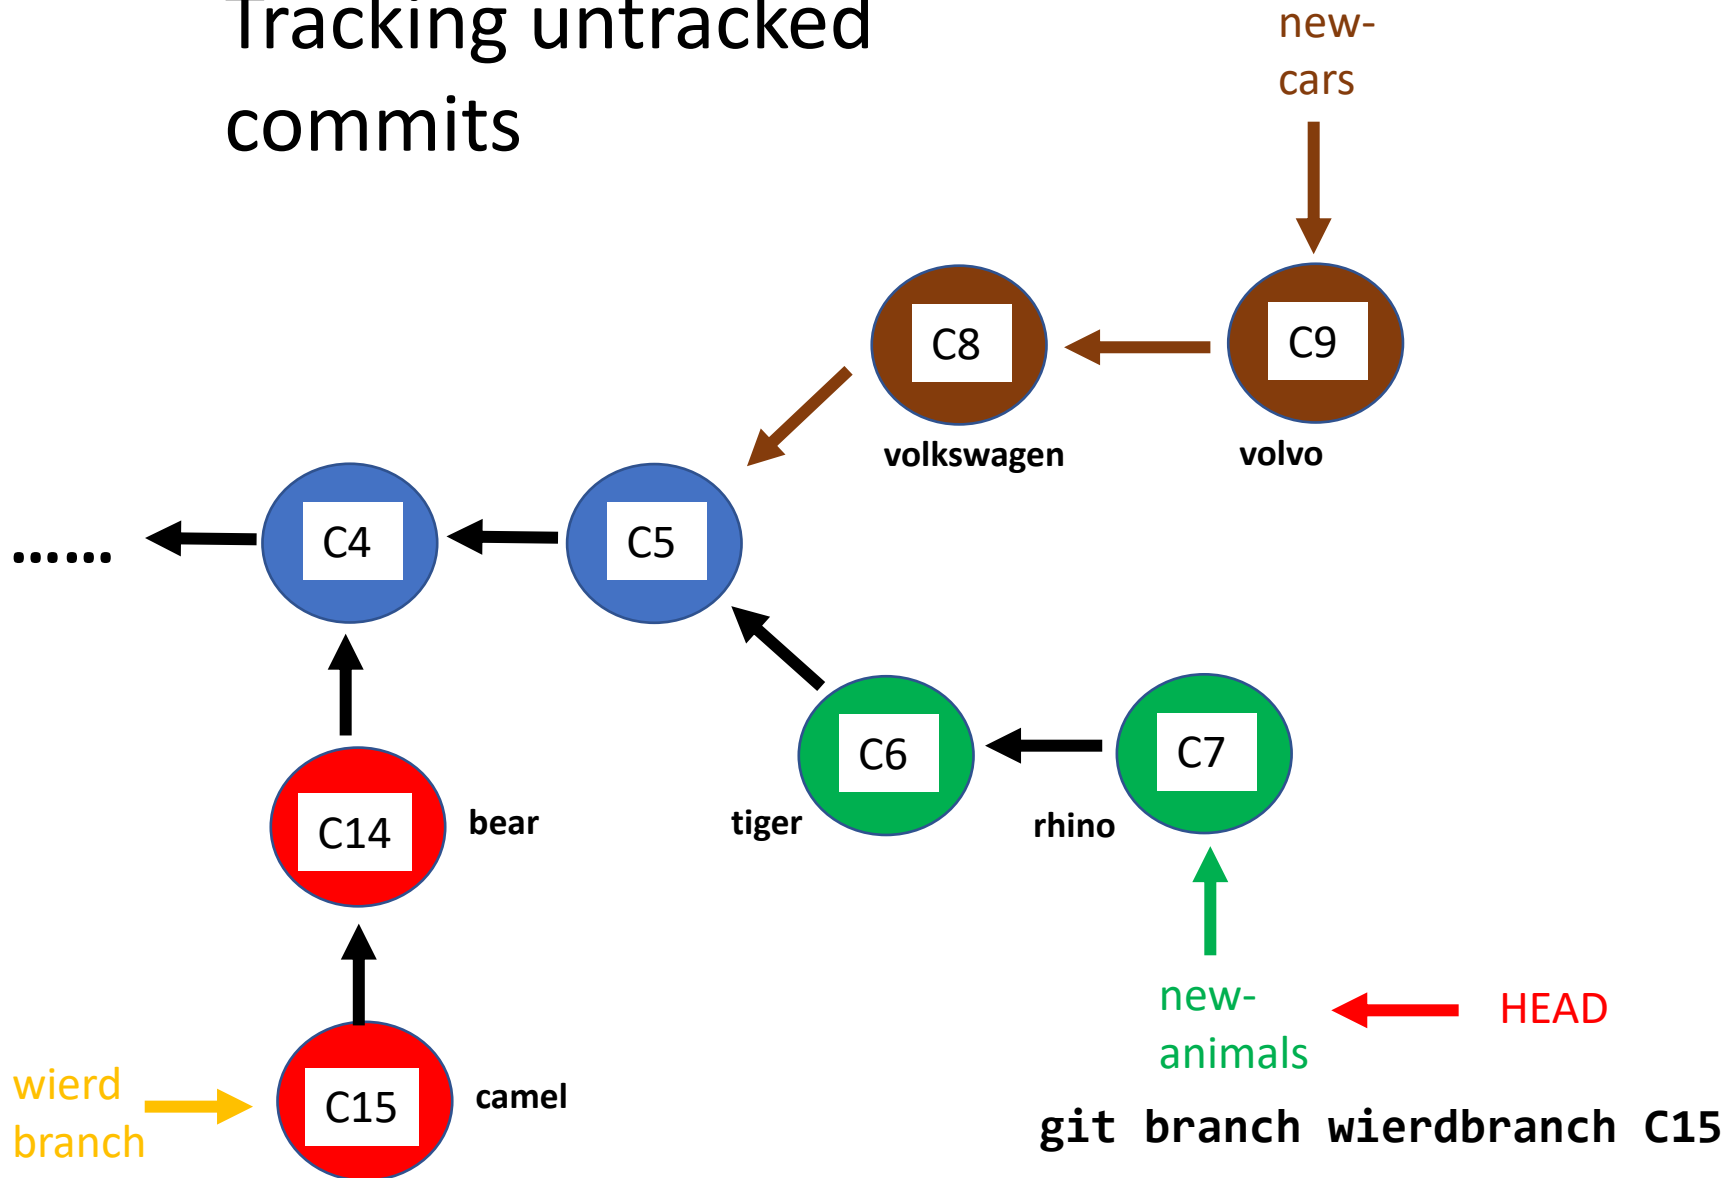 Tracking untracked
commits
new-
cars
C8
C9
volkswagen
volvo
......
C4
C5
C6
C7
C14
bear
tiger
rhino
new-
animals
HEAD
wierd
branch
C15
camel
git branch wierdbranch C15